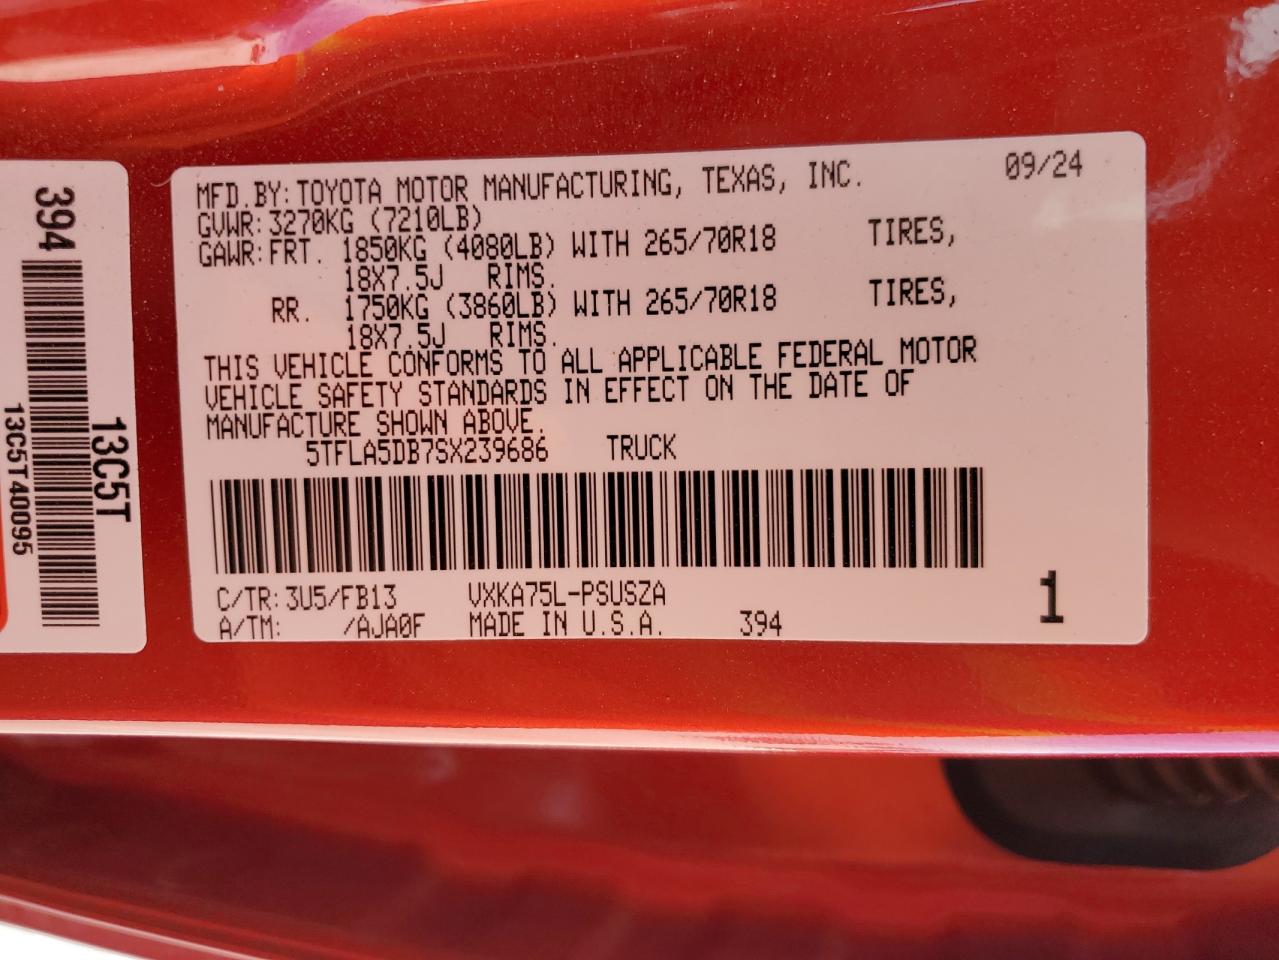 394
13C5T
13C5T40095
MFD.BY:TOYOTA MOTOR MANUFACTURING, TEXAS, INC. 09/24
GVWR:3270KG (7210LB)
GAWR:FRT. 1850KG (4080LB) WITH 265/70R18 TIRES,
18X7.5J RIMS.
RR. 1750KG (3860LB) WITH 265/70R18 TIRES,
18X7.5J RIMS.
THIS VEHICLE CONFORMS TO ALL APPLICABLE FEDERAL MOTOR
VEHICLE SAFETY STANDARDS IN EFFECT ON THE DATE OF
MANUFACTURE SHOWN ABOVE.
5TFLA5DB7SX239686 TRUCK
C/TR:3U5/FB13 VXKA75L-PSUSZA
A/TM: /AJA0F MADE IN U.S.A. 394
1